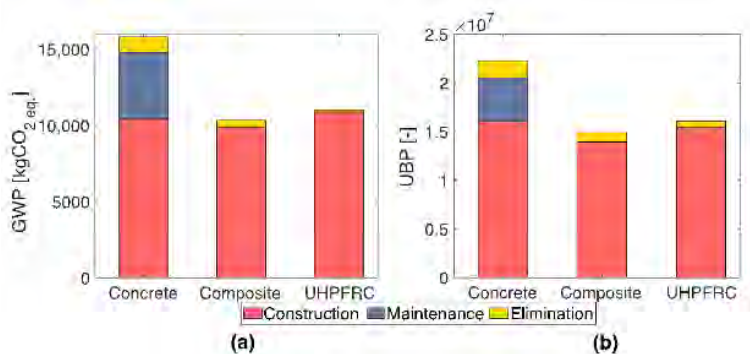 15,000
10,000
5000
0
GWP [kgCO2 eq.]
Concrete Composite UHPFRC
×10^7
2.5
2
1.5
1
0.5
0
UBP [-]
Concrete Composite UHPFRC
Construction Maintenance Elimination
(a) (b)